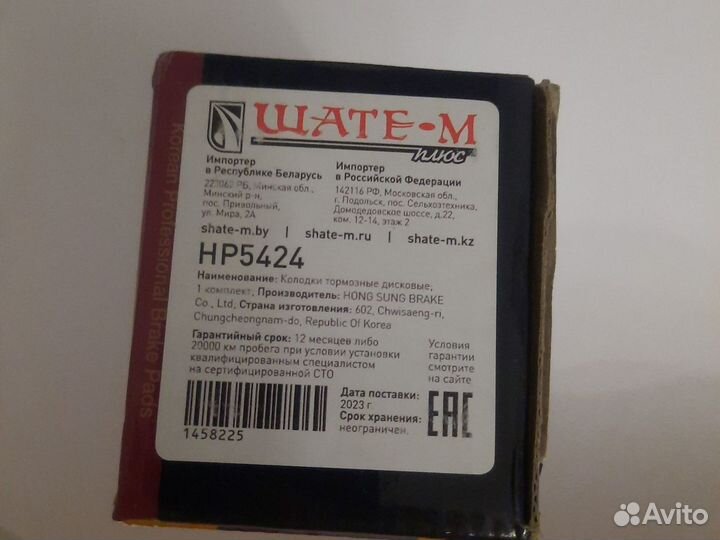 Korean Professional Brake Pads
ШАТЕ-М
плюс
Импортер
в Республике Беларусь
223062 РБ, Минская обл.,
Минский р-н,
пос. Привольный,
ул. Мира, 2А
Импортер
в Российской Федерации
142116 РФ, Московская обл.,
г. Подольск, пос. Сельхозтехника,
Домодедовское шоссе, д.22,
ком. 12-14, этаж 2
shate-m.by | shate-m.ru | shate-m.kz
HP5424
Наименование: Колодки тормозные дисковые,
1 комплект, Производитель: HONG SUNG BRAKE
Co., Ltd, Страна изготовления: 602, Chwisaeng-ri,
Chungcheongnam-do, Republic Of Korea
Гарантийный срок: 12 месяцев либо
20000 км пробега при условии установки
квалифицированным специалистом
на сертифицированной СТО
Условия
гарантии
смотрите
на сайте
1458225
Дата поставки:
2023 г.
Срок хранения:
неограничен.
EAC
Avito